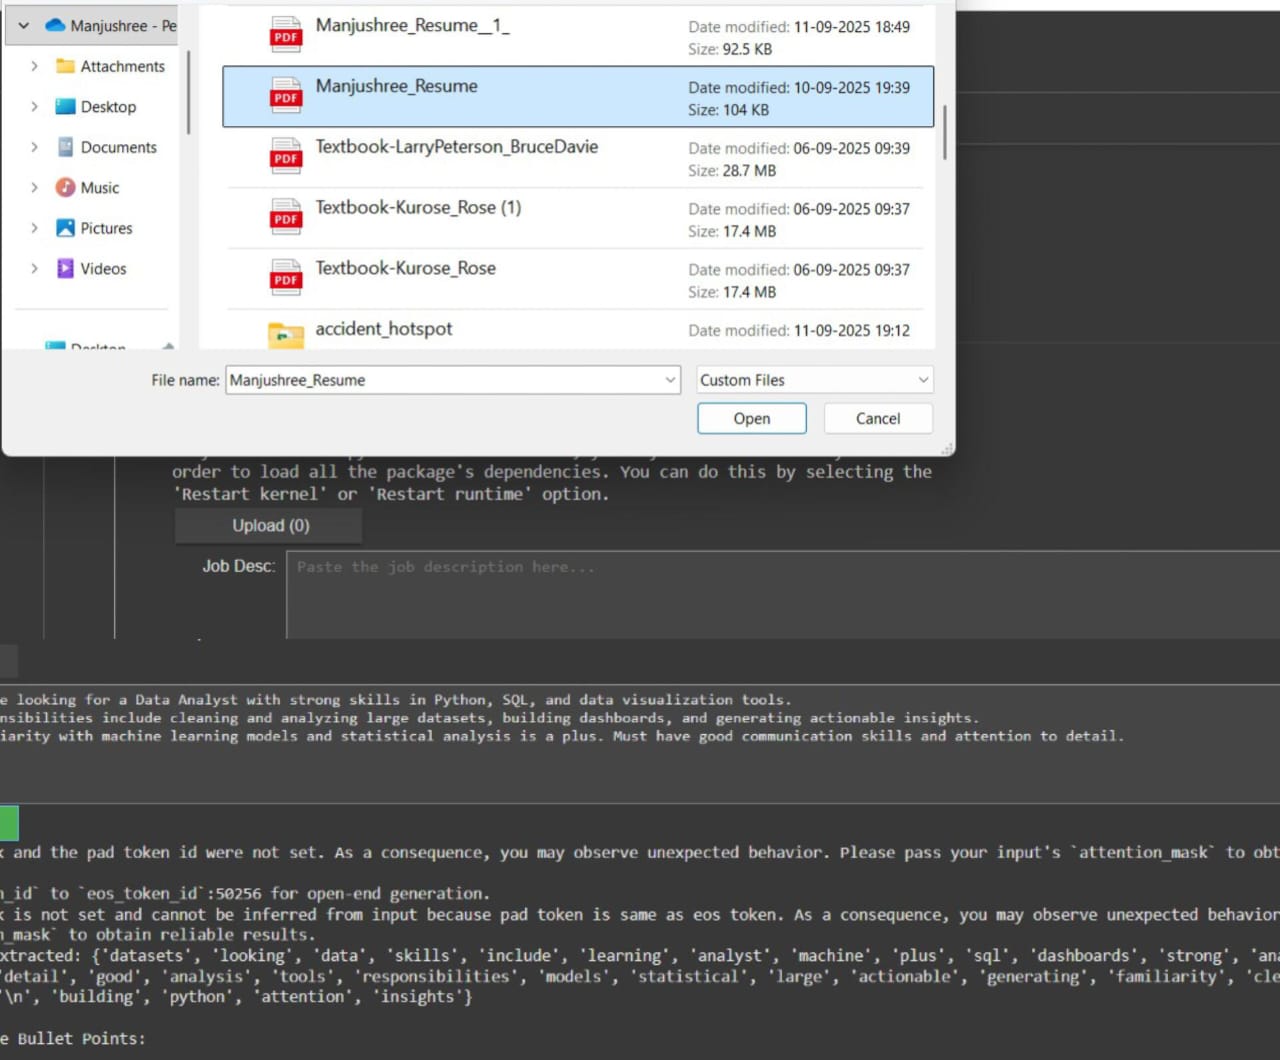 Manjushree - Pe
Attachments
Desktop
Documents
Music
Pictures
Videos
Desktop
PDF
Manjushree_Resume__1_
Date modified: 11-09-2025 18:49
Size: 92.5 KB
PDF
Manjushree_Resume
Date modified: 10-09-2025 19:39
Size: 104 KB
PDF
Textbook-LarryPeterson_BruceDavie
Date modified: 06-09-2025 09:39
Size: 28.7 MB
PDF
Textbook-Kurose_Rose (1)
Date modified: 06-09-2025 09:37
Size: 17.4 MB
PDF
Textbook-Kurose_Rose
Date modified: 06-09-2025 09:37
Size: 17.4 MB
accident_hotspot
Date modified: 11-09-2025 19:12
File name: Manjushree_Resume
Custom Files
Open
Cancel
order to load all the package's dependencies. You can do this by selecting the
'Restart kernel' or 'Restart runtime' option.
Upload (0)
Job Desc: Paste the job description here...
e looking for a Data Analyst with strong skills in Python, SQL, and data visualization tools.
nsibilities include cleaning and analyzing large datasets, building dashboards, and generating actionable insights.
iarity with machine learning models and statistical analysis is a plus. Must have good communication skills and attention to detail.
k and the pad token id were not set. As a consequence, you may observe unexpected behavior. Please pass your input's `attention_mask` to obt
n_id` to `eos_token_id`:50256 for open-end generation.
k is not set and cannot be inferred from input because pad token is same as eos token. As a consequence, you may observe unexpected behavior
n_mask` to obtain reliable results.
xtracted: {'datasets', 'looking', 'data', 'skills', 'include', 'learning', 'analyst', 'machine', 'plus', 'sql', 'dashboards', 'strong', 'ana
'detail', 'good', 'analysis', 'tools', 'responsibilities', 'models', 'statistical', 'large', 'actionable', 'generating', 'familiarity', 'cle
'\n', 'building', 'python', 'attention', 'insights'}
e Bullet Points: